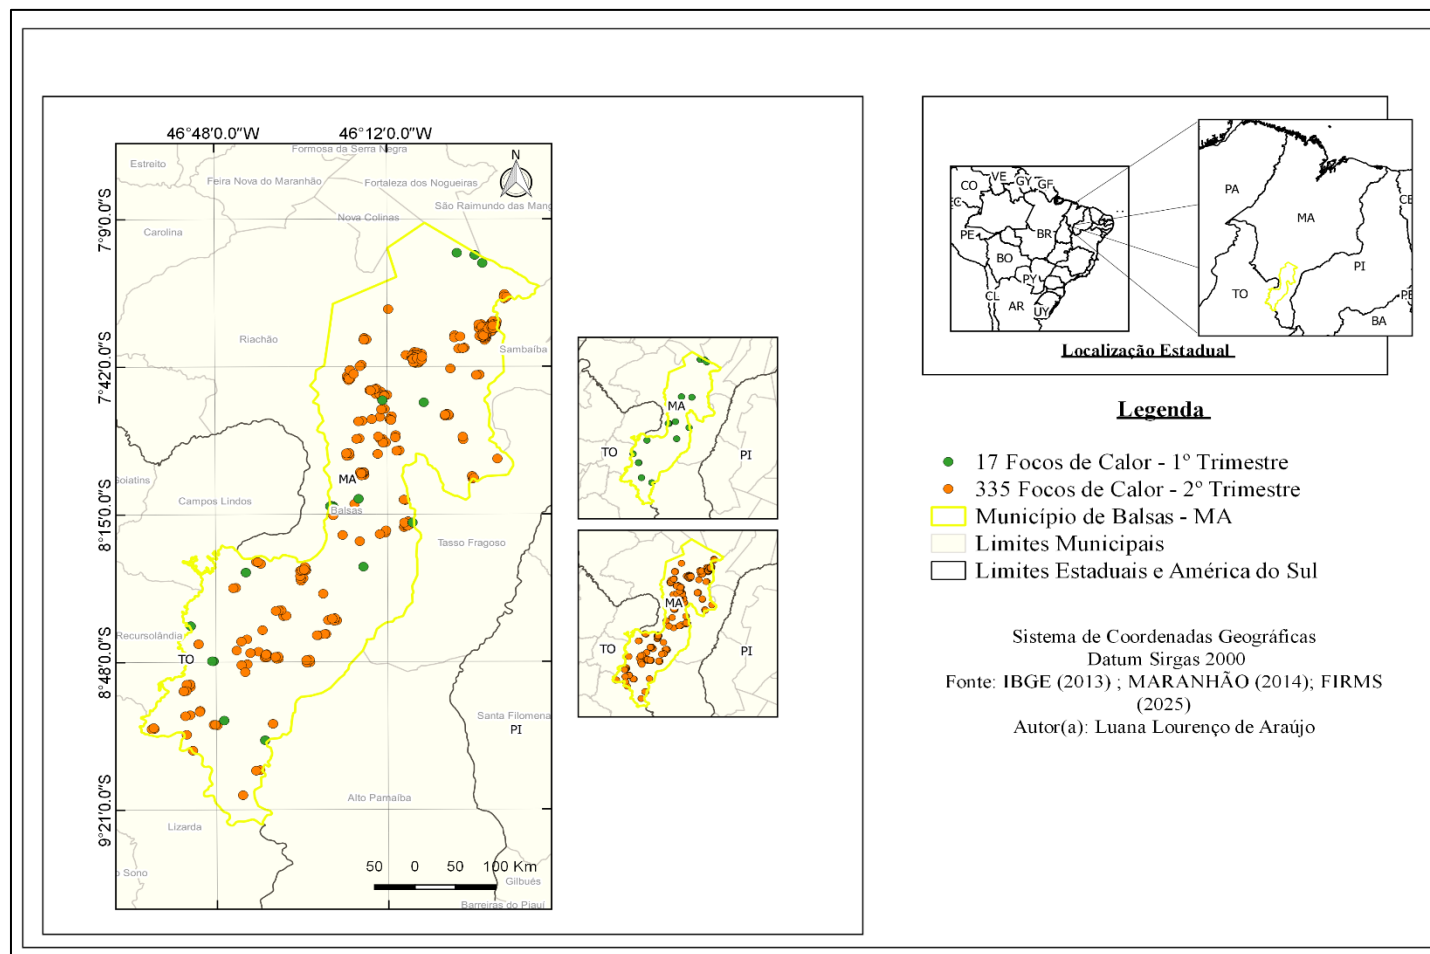 46°48'0.0"W
46°12'0.0"W
Formosa da Serra Negra
N
Estreito
Feira Nova do Maranhão
Fortaleza dos Nogueiras
São Raimundo das Mang
7°9'0.0"S
Nova Colinas
Carolina
Riachão
Sambaíba
7°42'0.0"S
MA
Goiatins
Campos Lindos
Balsas
8°15'0.0"S
Tasso Fragoso
Recursolândia
TO
8°48'0.0"S
Santa Filomena
PI
Alto Parnaíba
9°21'0.0"S
Lizarda
50 0 50 100 Km
o Sono
Gilbués
Barreiras do Piauí
MA
TO
PI
MA
TO
PI
CO
VE
GY
GF
EC
PE
BR
BO
PY
CL
AR
UY
PA
MA
CE
PI
TO
PE
BA
Localização Estadual
Legenda
17 Focos de Calor - 1º Trimestre
335 Focos de Calor - 2º Trimestre
Município de Balsas - MA
Limites Municipais
Limites Estaduais e América do Sul
Sistema de Coordenadas Geográficas
Datum Sirgas 2000
Fonte: IBGE (2013) ; MARANHÃO (2014); FIRMS
(2025)
Autor(a): Luana Lourenço de Araújo